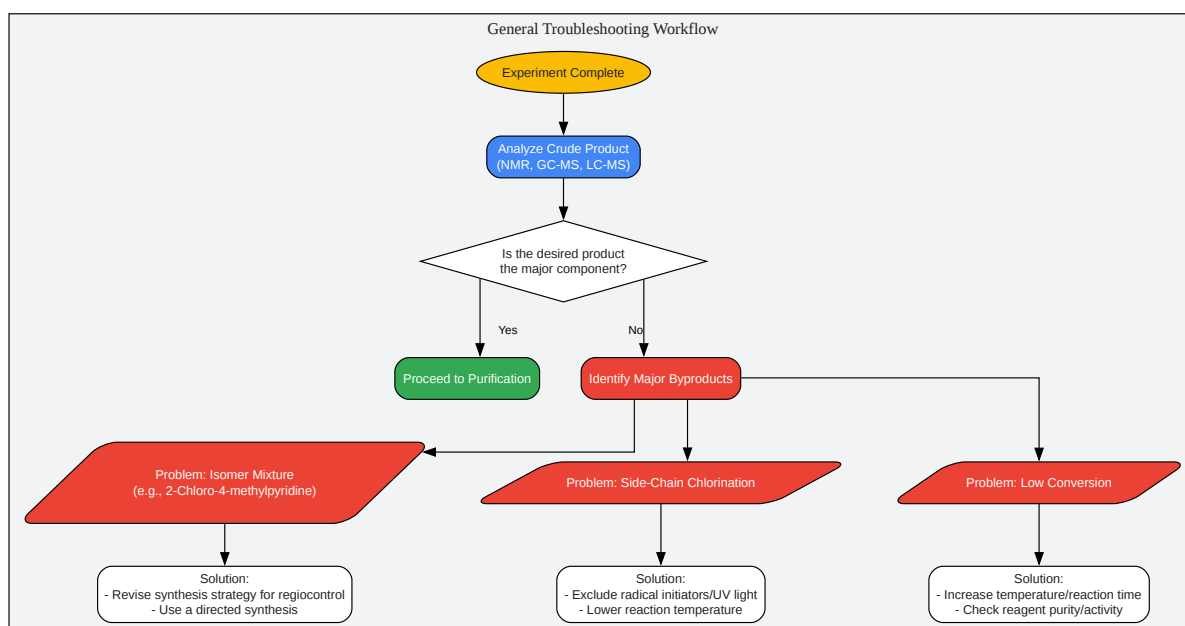 General Troubleshooting Workflow
Experiment Complete
Analyze Crude Product
(NMR, GC-MS, LC-MS)
Is the desired product
the major component?
Yes
No
Proceed to Purification
Identify Major Byproducts
Problem: Isomer Mixture
(e.g., 2-Chloro-4-methylpyridine)
Problem: Side-Chain Chlorination
Problem: Low Conversion
Solution:
- Revise synthesis strategy for regiocontrol
- Use a directed synthesis
Solution:
- Exclude radical initiators/UV light
- Lower reaction temperature
Solution:
- Increase temperature/reaction time
- Check reagent purity/activity